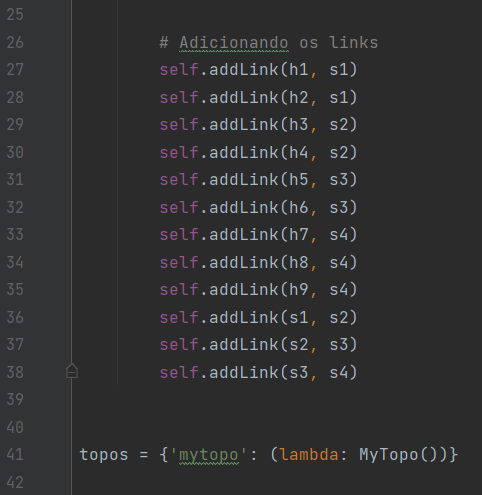 25
26 # Adicionando os links
27 self.addLink(h1, s1)
28 self.addLink(h2, s1)
29 self.addLink(h3, s2)
30 self.addLink(h4, s2)
31 self.addLink(h5, s3)
32 self.addLink(h6, s3)
33 self.addLink(h7, s4)
34 self.addLink(h8, s4)
35 self.addLink(h9, s4)
36 self.addLink(s1, s2)
37 self.addLink(s2, s3)
38 self.addLink(s3, s4)
39
40
41 topos = {'mytopo': (lambda: MyTopo())}
42